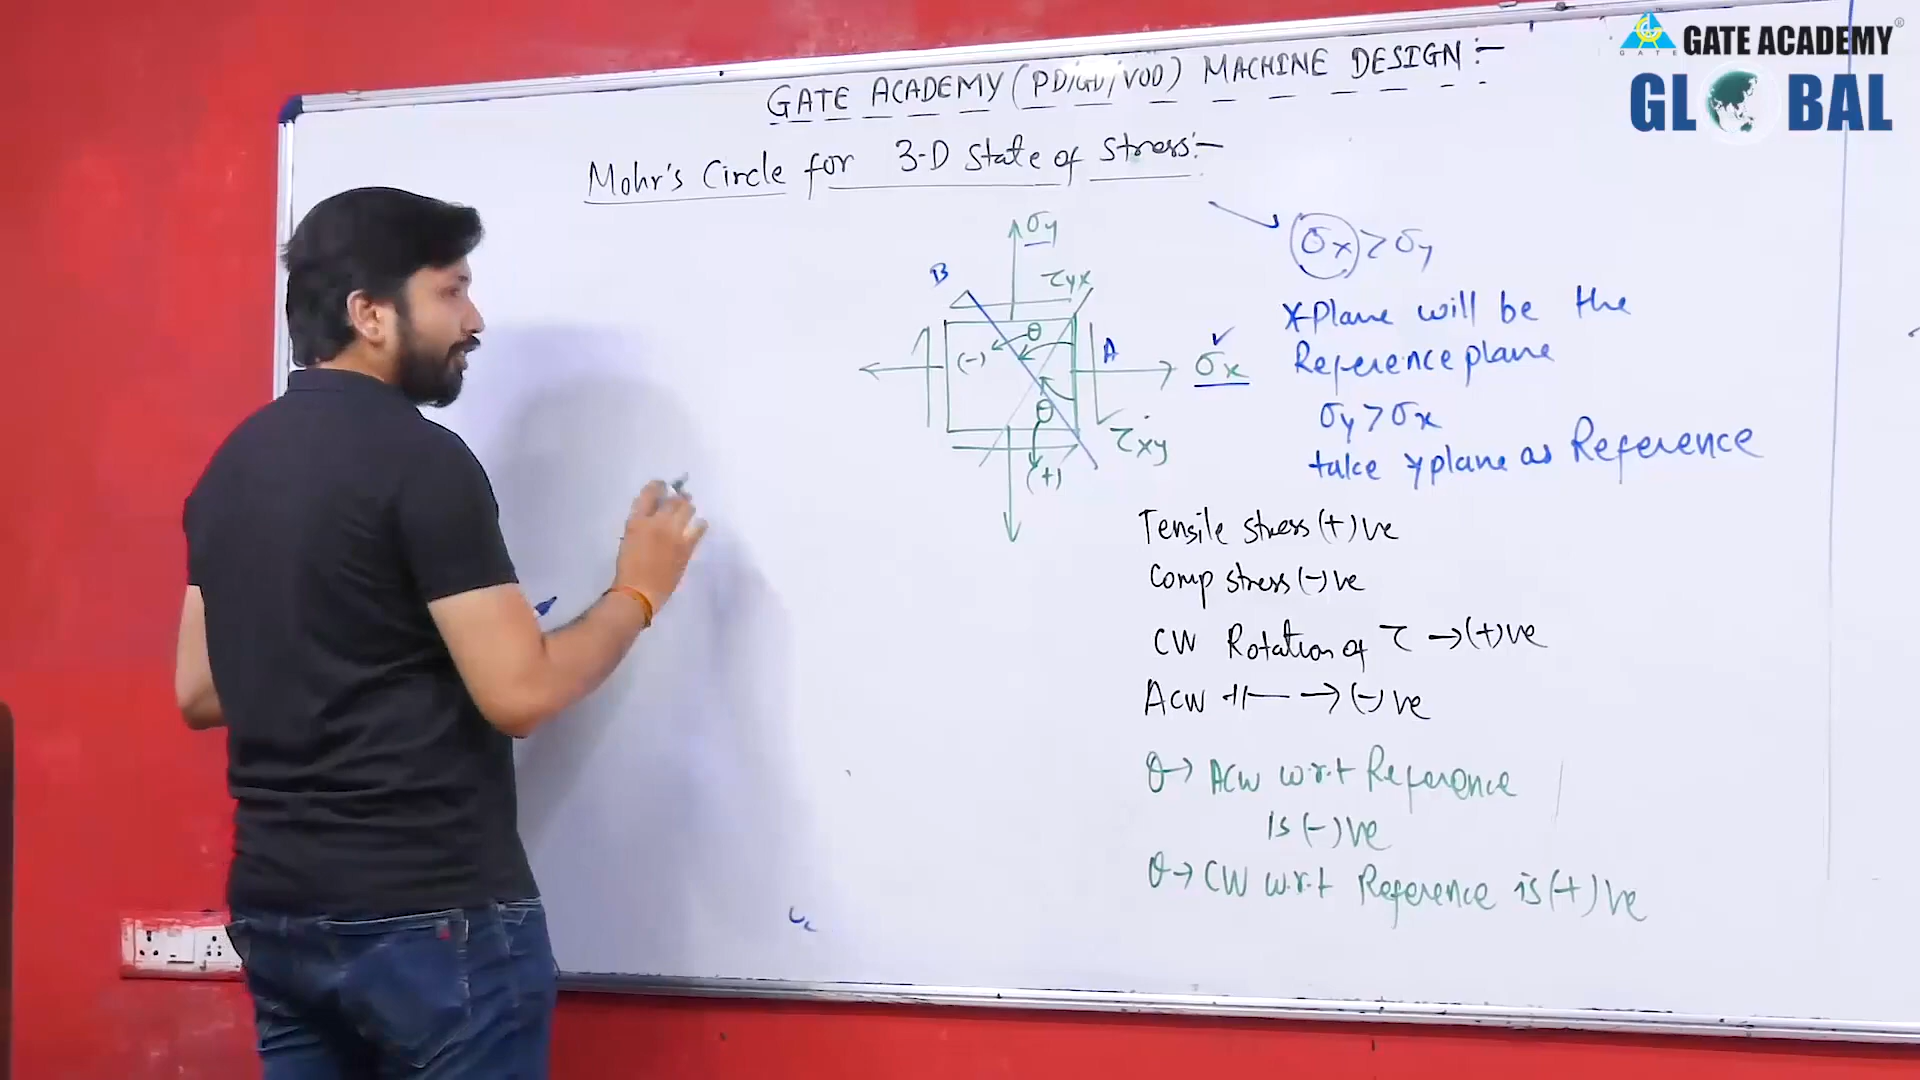 GATE ACADEMY®
GATE
GLOBAL
GATE ACADEMY (PD/GD/VOD) MACHINE DESIGN:-
Mohr's Circle for 3-D State of Stress:-
σy
B
τyx
θ
(-)
A
σx
θ
τxy
(+)
σx > σy
X-Plane will be the
Reference plane
σy > σx
take y plane as Reference
Tensile stress (+)ve
Comp stress (-)ve
CW Rotation of τ → (+)ve
ACW -11- → (-)ve
θ → ACW w.r.t Reference
is (-)ve
θ → CW w.r.t Reference is (+)ve